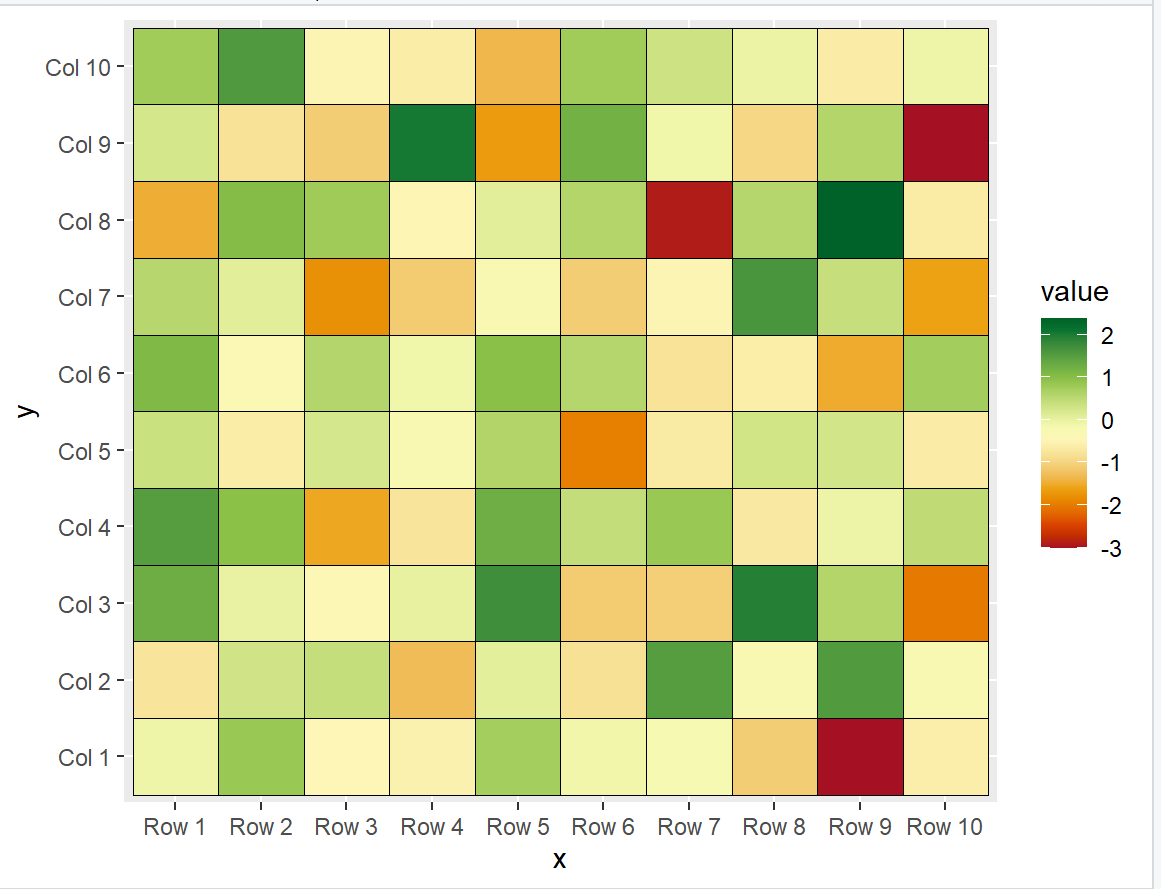 Col 10
Col 9
Col 8
Col 7
Col 6
Col 5
Col 4
Col 3
Col 2
Col 1
y
Row 1 Row 2 Row 3 Row 4 Row 5 Row 6 Row 7 Row 8 Row 9 Row 10
x
value
2
1
0
-1
-2
-3